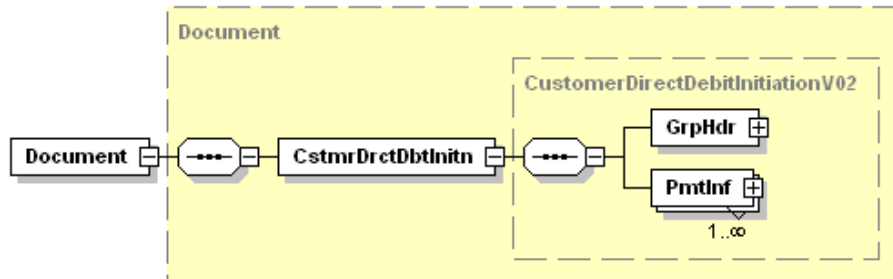 Document
CustomerDirectDebitInitiationV02
GrpHdr
Document
CstmrDrctDbtInitn
PmtInf
1..∞